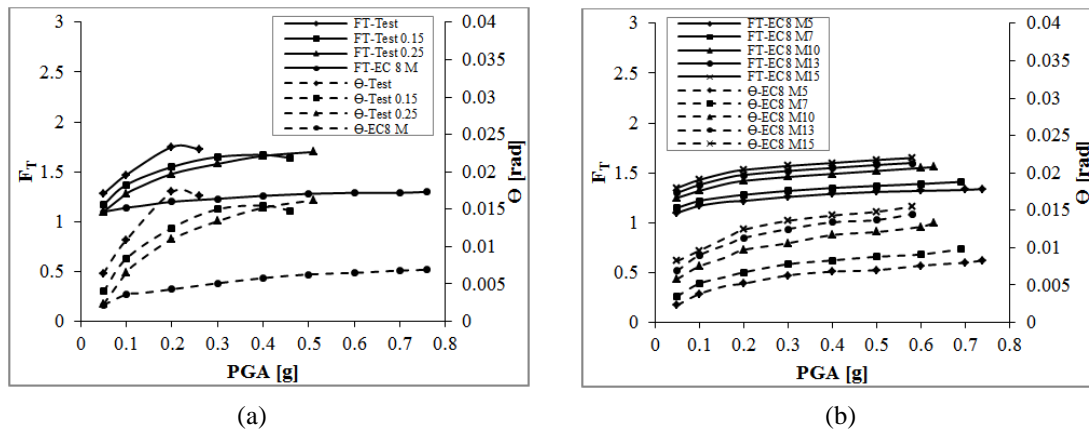 3
2.5
2
1.5
1
0.5
0
F_T
0 0.1 0.2 0.3 0.4 0.5 0.6 0.7 0.8
PGA [g]
0.04
0.035
0.03
0.025
0.02
0.015
0.01
0.005
0
Θ [rad]
FT-Test
FT-Test 0.15
FT-Test 0.25
FT-EC 8 M
Θ-Test
Θ-Test 0.15
Θ-Test 0.25
Θ-EC8 M
(a)
3
2.5
2
1.5
1
0.5
0
F_T
0 0.1 0.2 0.3 0.4 0.5 0.6 0.7 0.8
PGA [g]
0.04
0.035
0.03
0.025
0.02
0.015
0.01
0.005
0
Θ [rad]
FT-EC8 M5
FT-EC8 M7
FT-EC8 M10
FT-EC8 M13
FT-EC8 M15
Θ-EC8 M5
Θ-EC8 M7
Θ-EC8 M10
Θ-EC8 M13
Θ-EC8 M15
(b)